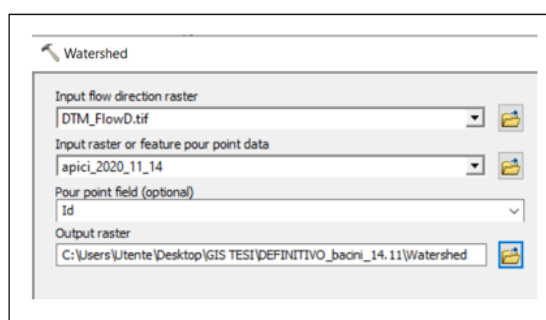 Watershed
Input flow direction raster
DTM_FlowD.tif
Input raster or feature pour point data
apici_2020_11_14
Pour point field (optional)
Id
Output raster
C:\Users\Utente\Desktop\GIS TESI\DEFINITIVO_bacini_14.11\Watershed